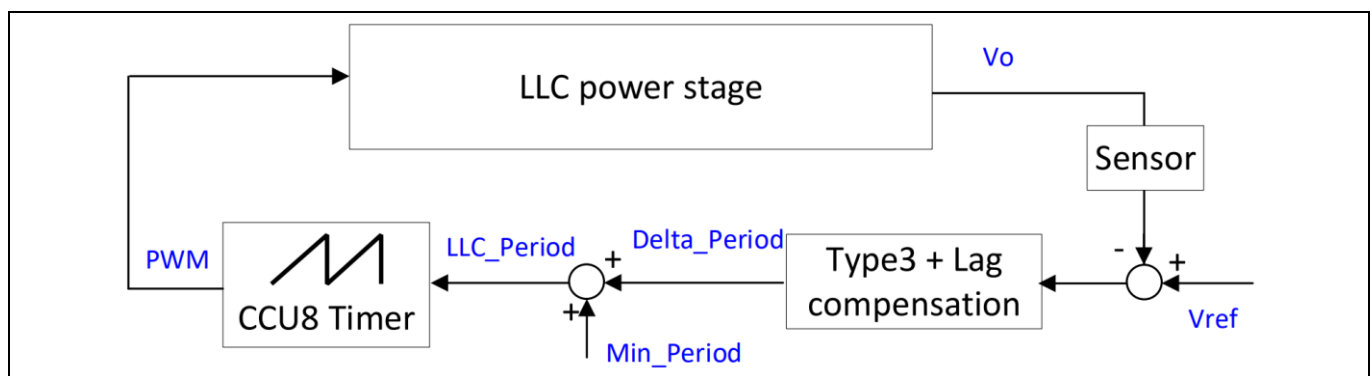 Vo
LLC power stage
Sensor
PWM
LLC_Period
+
Delta_Period
Type3 + Lag
compensation
-
+
CCU8 Timer
+
Min_Period
Vref